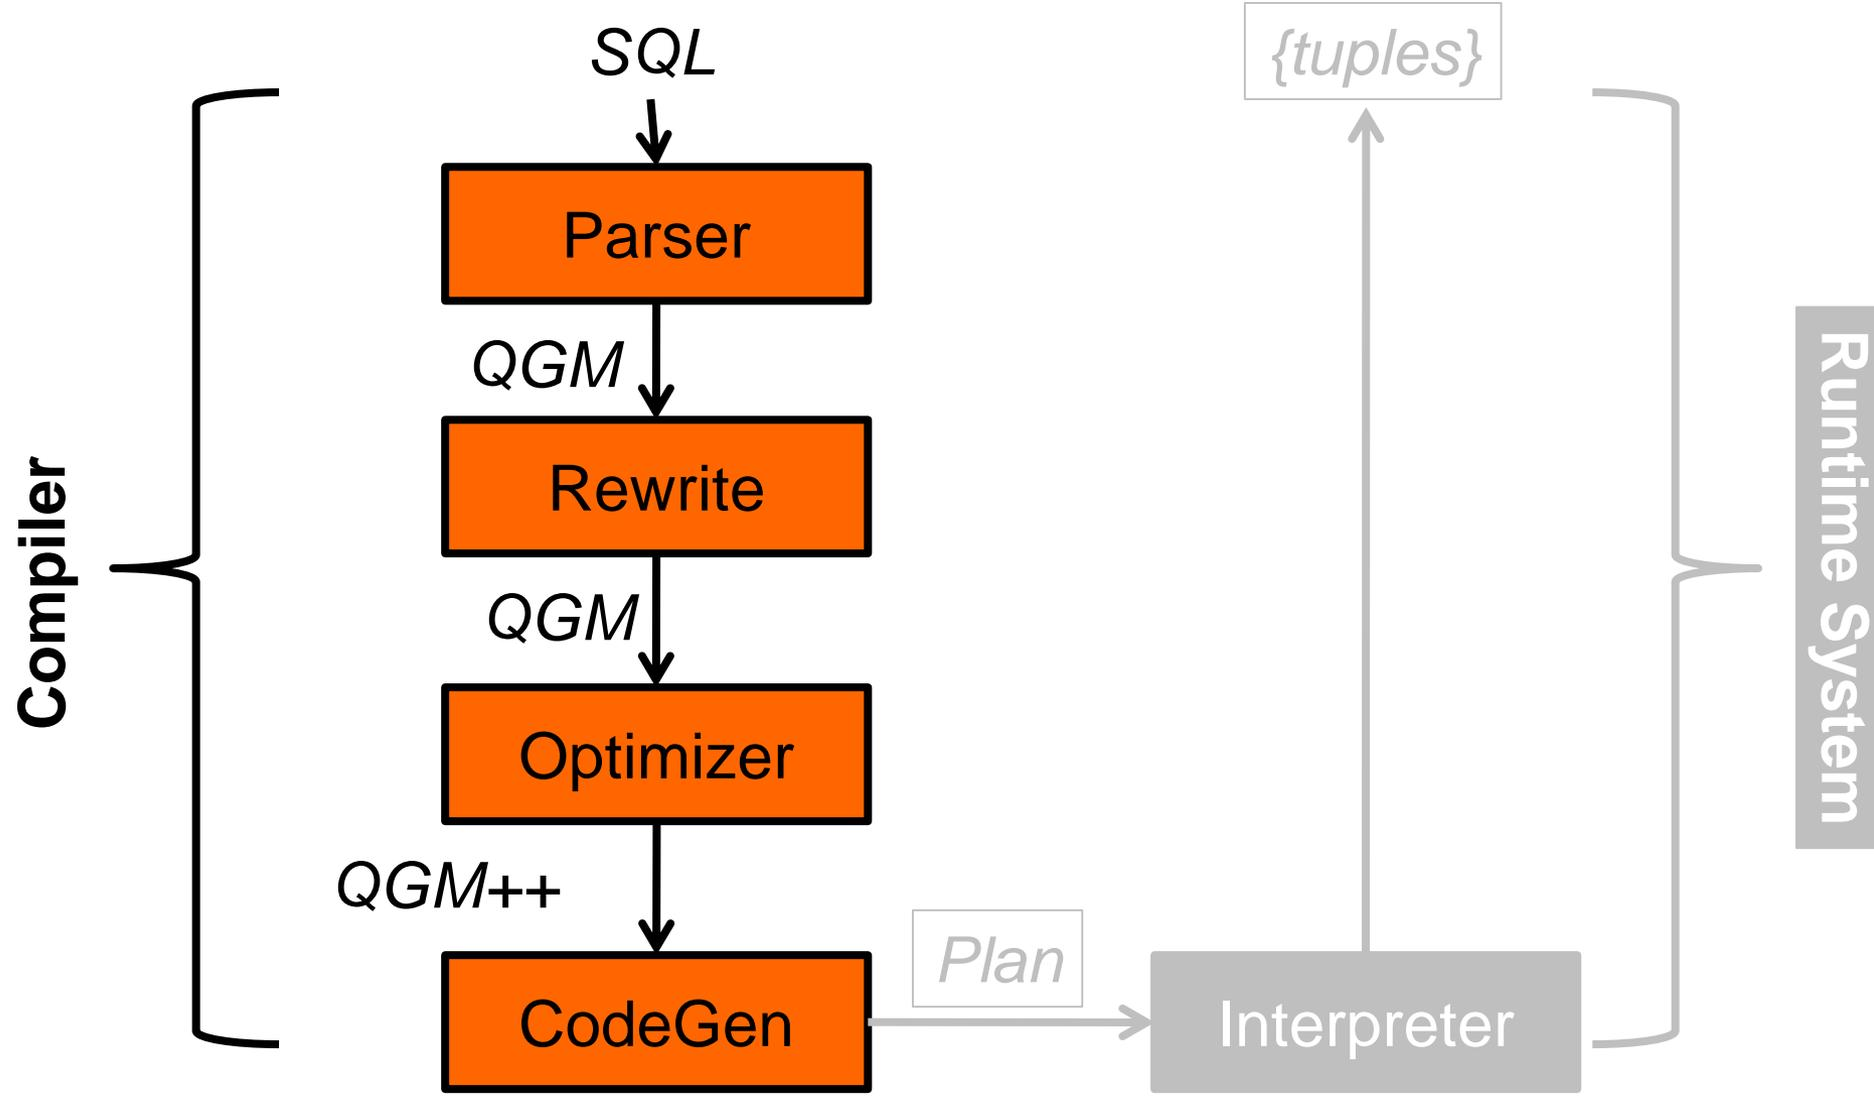 SQL
{tuples}
Parser
QGM
Rewrite
Compiler
Runtime System
QGM
Optimizer
QGM++
Plan
CodeGen
Interpreter